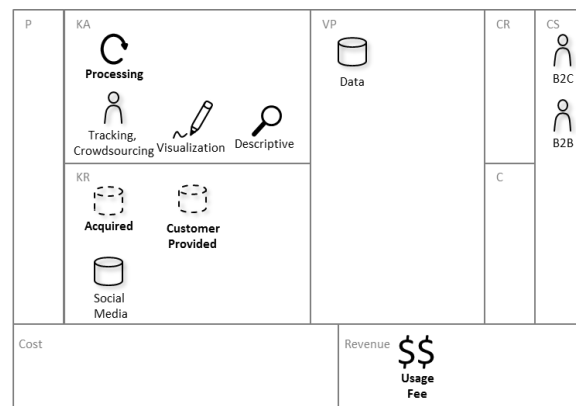 P
KA
Processing
Tracking,
Crowdsourcing
Visualization
Descriptive
KR
Acquired
Customer
Provided
Social
Media
VP
Data
CR
C
CS
B2C
B2B
Cost
Revenue
$$
Usage
Fee